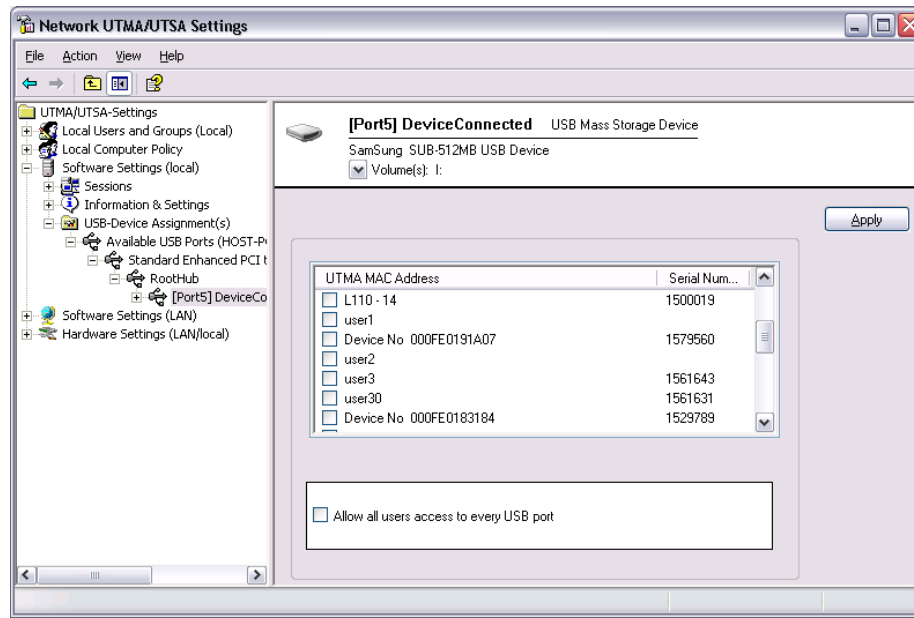 Network UTMA/UTSA Settings
File Action View Help
UTMA/UTSA-Settings
Local Users and Groups (Local)
Local Computer Policy
Software Settings (local)
Sessions
Information & Settings
USB-Device Assignment(s)
Available USB Ports (HOST-P
Standard Enhanced PCI t
RootHub
[Port5] DeviceCo
Software Settings (LAN)
Hardware Settings (LAN/local)
[Port5] DeviceConnected USB Mass Storage Device
SamSung SUB-512MB USB Device
Volume(s): I:
Apply
UTMA MAC Address Serial Num...
L110 - 14 1500019
user1
Device No 000FE0191A07 1579560
user2
user3 1561643
user30 1561631
Device No 000FE0183184 1529789
Allow all users access to every USB port